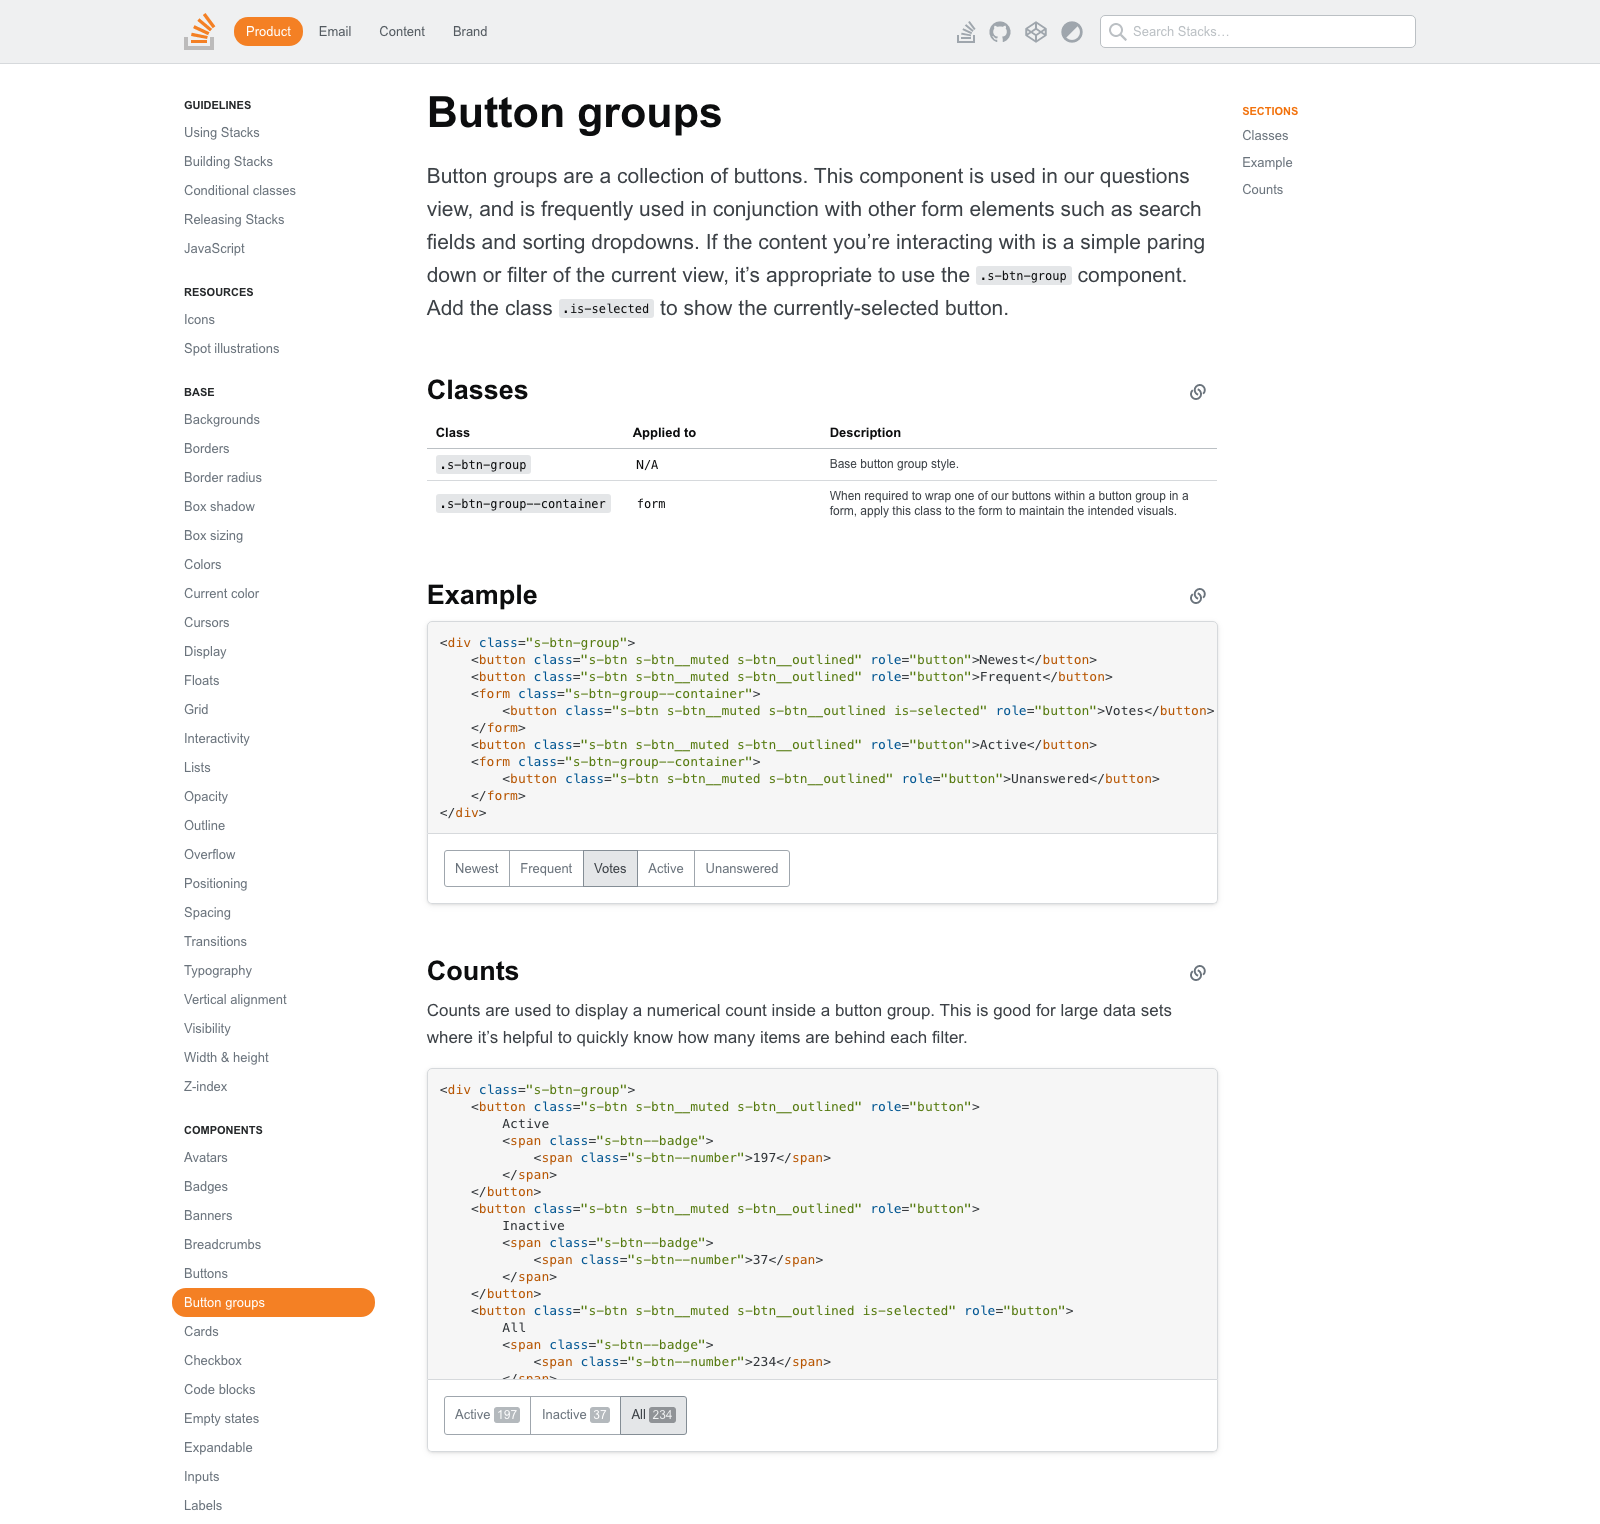 Product
Email
Content
Brand
Search Stacks…
GUIDELINES
Using Stacks
Building Stacks
Conditional classes
Releasing Stacks
JavaScript
RESOURCES
Icons
Spot illustrations
BASE
Backgrounds
Borders
Border radius
Box shadow
Box sizing
Colors
Current color
Cursors
Display
Floats
Grid
Interactivity
Lists
Opacity
Outline
Overflow
Positioning
Spacing
Transitions
Typography
Vertical alignment
Visibility
Width & height
Z-index
COMPONENTS
Avatars
Badges
Banners
Breadcrumbs
Buttons
Button groups
Cards
Checkbox
Code blocks
Empty states
Expandable
Inputs
Labels
Button groups
Button groups are a collection of buttons. This component is used in our questions
view, and is frequently used in conjunction with other form elements such as search
fields and sorting dropdowns. If the content you’re interacting with is a simple paring
down or filter of the current view, it’s appropriate to use the .s-btn-group component.
Add the class .is-selected to show the currently-selected button.
Classes
Class Applied to Description
.s-btn-group N/A Base button group style.
.s-btn-group--container form When required to wrap one of our buttons within a button group in a
form, apply this class to the form to maintain the intended visuals.
Example
<div class="s-btn-group">
    <button class="s-btn s-btn__muted s-btn__outlined" role="button">Newest</button>
    <button class="s-btn s-btn__muted s-btn__outlined" role="button">Frequent</button>
    <form class="s-btn-group--container">
        <button class="s-btn s-btn__muted s-btn__outlined is-selected" role="button">Votes</button>
    </form>
    <button class="s-btn s-btn__muted s-btn__outlined" role="button">Active</button>
    <form class="s-btn-group--container">
        <button class="s-btn s-btn__muted s-btn__outlined" role="button">Unanswered</button>
    </form>
</div>
Newest Frequent Votes Active Unanswered
Counts
Counts are used to display a numerical count inside a button group. This is good for large data sets
where it’s helpful to quickly know how many items are behind each filter.
<div class="s-btn-group">
    <button class="s-btn s-btn__muted s-btn__outlined" role="button">
        Active
        <span class="s-btn--badge">
            <span class="s-btn--number">197</span>
        </span>
    </button>
    <button class="s-btn s-btn__muted s-btn__outlined" role="button">
        Inactive
        <span class="s-btn--badge">
            <span class="s-btn--number">37</span>
        </span>
    </button>
    <button class="s-btn s-btn__muted s-btn__outlined is-selected" role="button">
        All
        <span class="s-btn--badge">
            <span class="s-btn--number">234</span>
        </span>
Active 197 Inactive 37 All 234
SECTIONS
Classes
Example
Counts